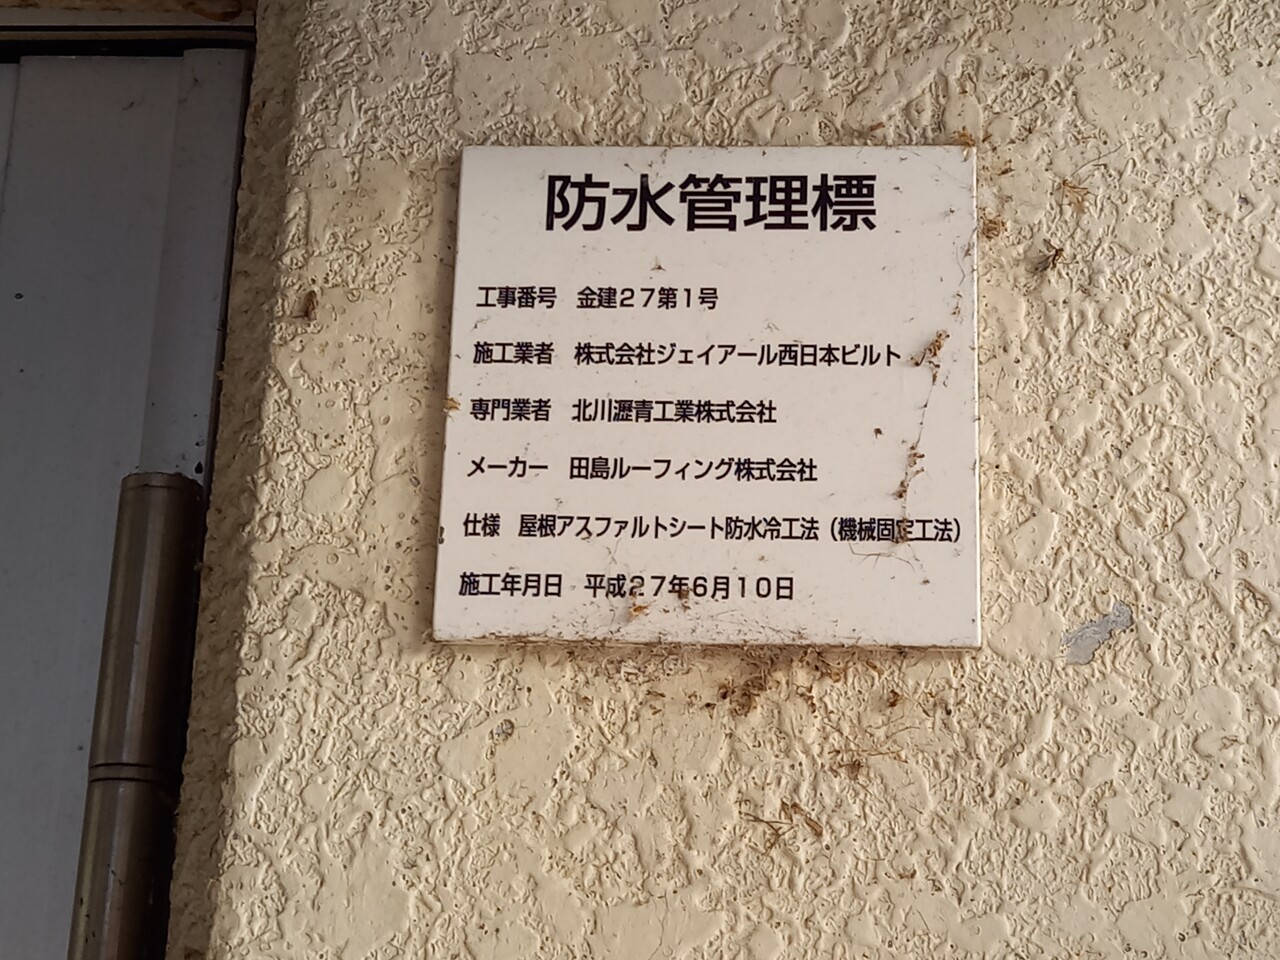 防水管理標
工事番号　金建２７第１号
施工業者　株式会社ジェイアール西日本ビルト
専門業者　北川瀝青工業株式会社
メーカー　田島ルーフィング株式会社
仕様　屋根アスファルトシート防水冷工法（機械固定工法）
施工年月日　平成２７年６月１０日